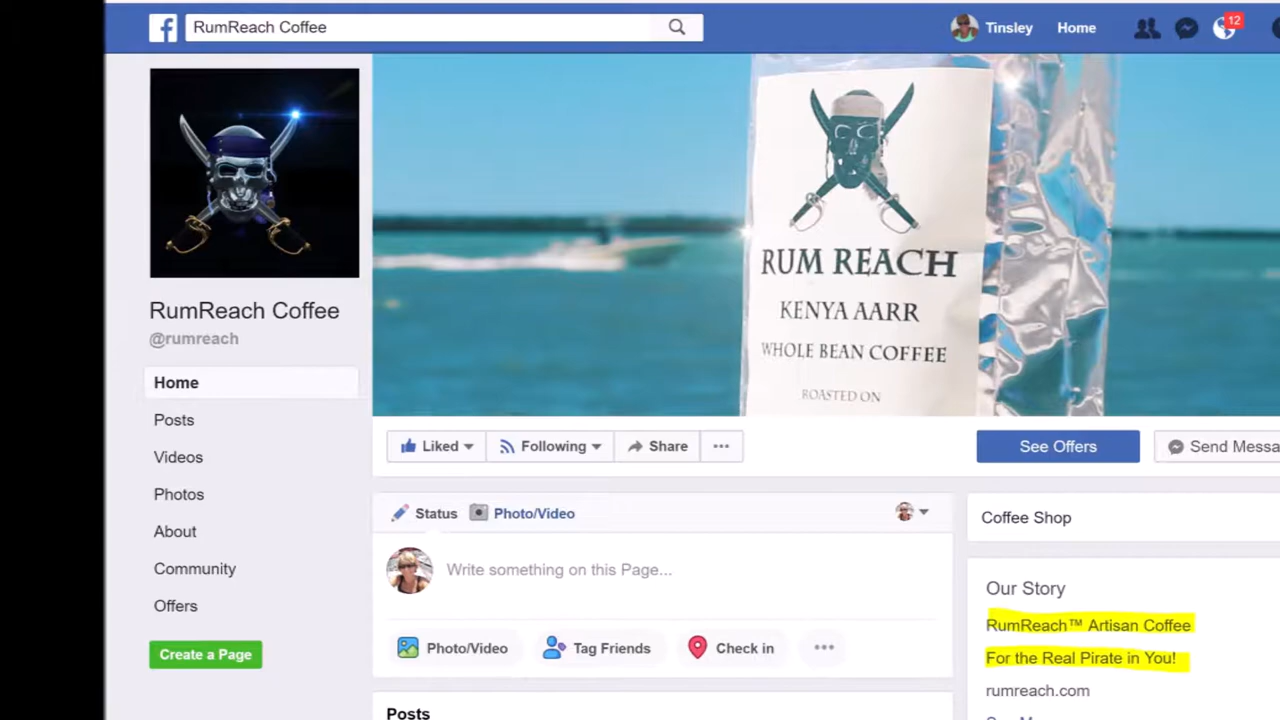 RumReach Coffee
Tinsley
Home
12
RUM REACH
KENYA AARR
WHOLE BEAN COFFEE
ROASTED ON
RumReach Coffee
@rumreach
Home
Posts
Videos
Photos
About
Community
Offers
Create a Page
Liked
Following
Share
See Offers
Send Messa
Status
Photo/Video
Write something on this Page...
Photo/Video
Tag Friends
Check in
Posts
Coffee Shop
Our Story
RumReach™ Artisan Coffee
For the Real Pirate in You!
rumreach.com